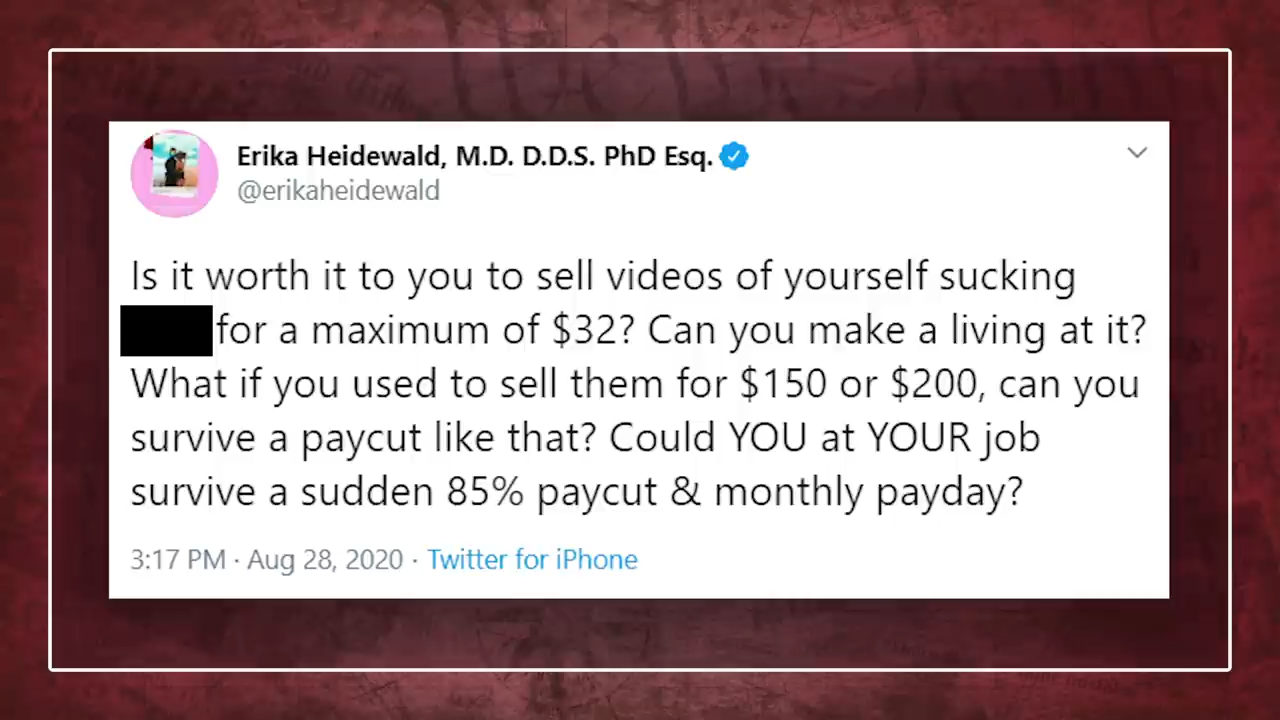 Erika Heidewald, M.D. D.D.S. PhD Esq.
@erikaheidewald
Is it worth it to you to sell videos of yourself sucking
for a maximum of $32? Can you make a living at it?
What if you used to sell them for $150 or $200, can you
survive a paycut like that? Could YOU at YOUR job
survive a sudden 85% paycut & monthly payday?
3:17 PM · Aug 28, 2020 · Twitter for iPhone